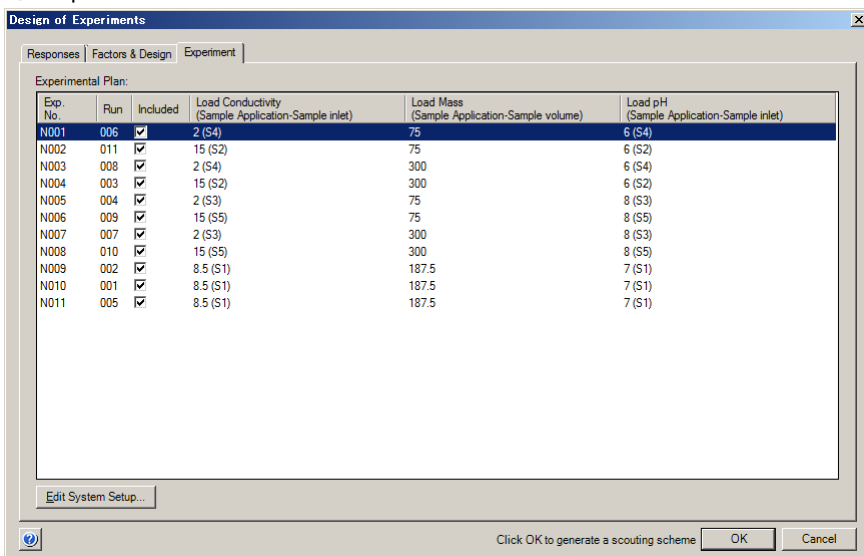 Design of Experiments
Responses Factors & Design Experiment
Experimental Plan:
Exp. No. Run Included Load Conductivity (Sample Application-Sample inlet) Load Mass (Sample Application-Sample volume) Load pH (Sample Application-Sample inlet)
N001 006 2 (S4) 75 6 (S4)
N002 011 15 (S2) 75 6 (S2)
N003 008 2 (S4) 300 6 (S4)
N004 003 15 (S2) 300 6 (S2)
N005 004 2 (S3) 75 8 (S3)
N006 009 15 (S5) 75 8 (S5)
N007 007 2 (S3) 300 8 (S3)
N008 010 15 (S5) 300 8 (S5)
N009 002 8.5 (S1) 187.5 7 (S1)
N010 001 8.5 (S1) 187.5 7 (S1)
N011 005 8.5 (S1) 187.5 7 (S1)
Edit System Setup...
Click OK to generate a scouting scheme OK Cancel